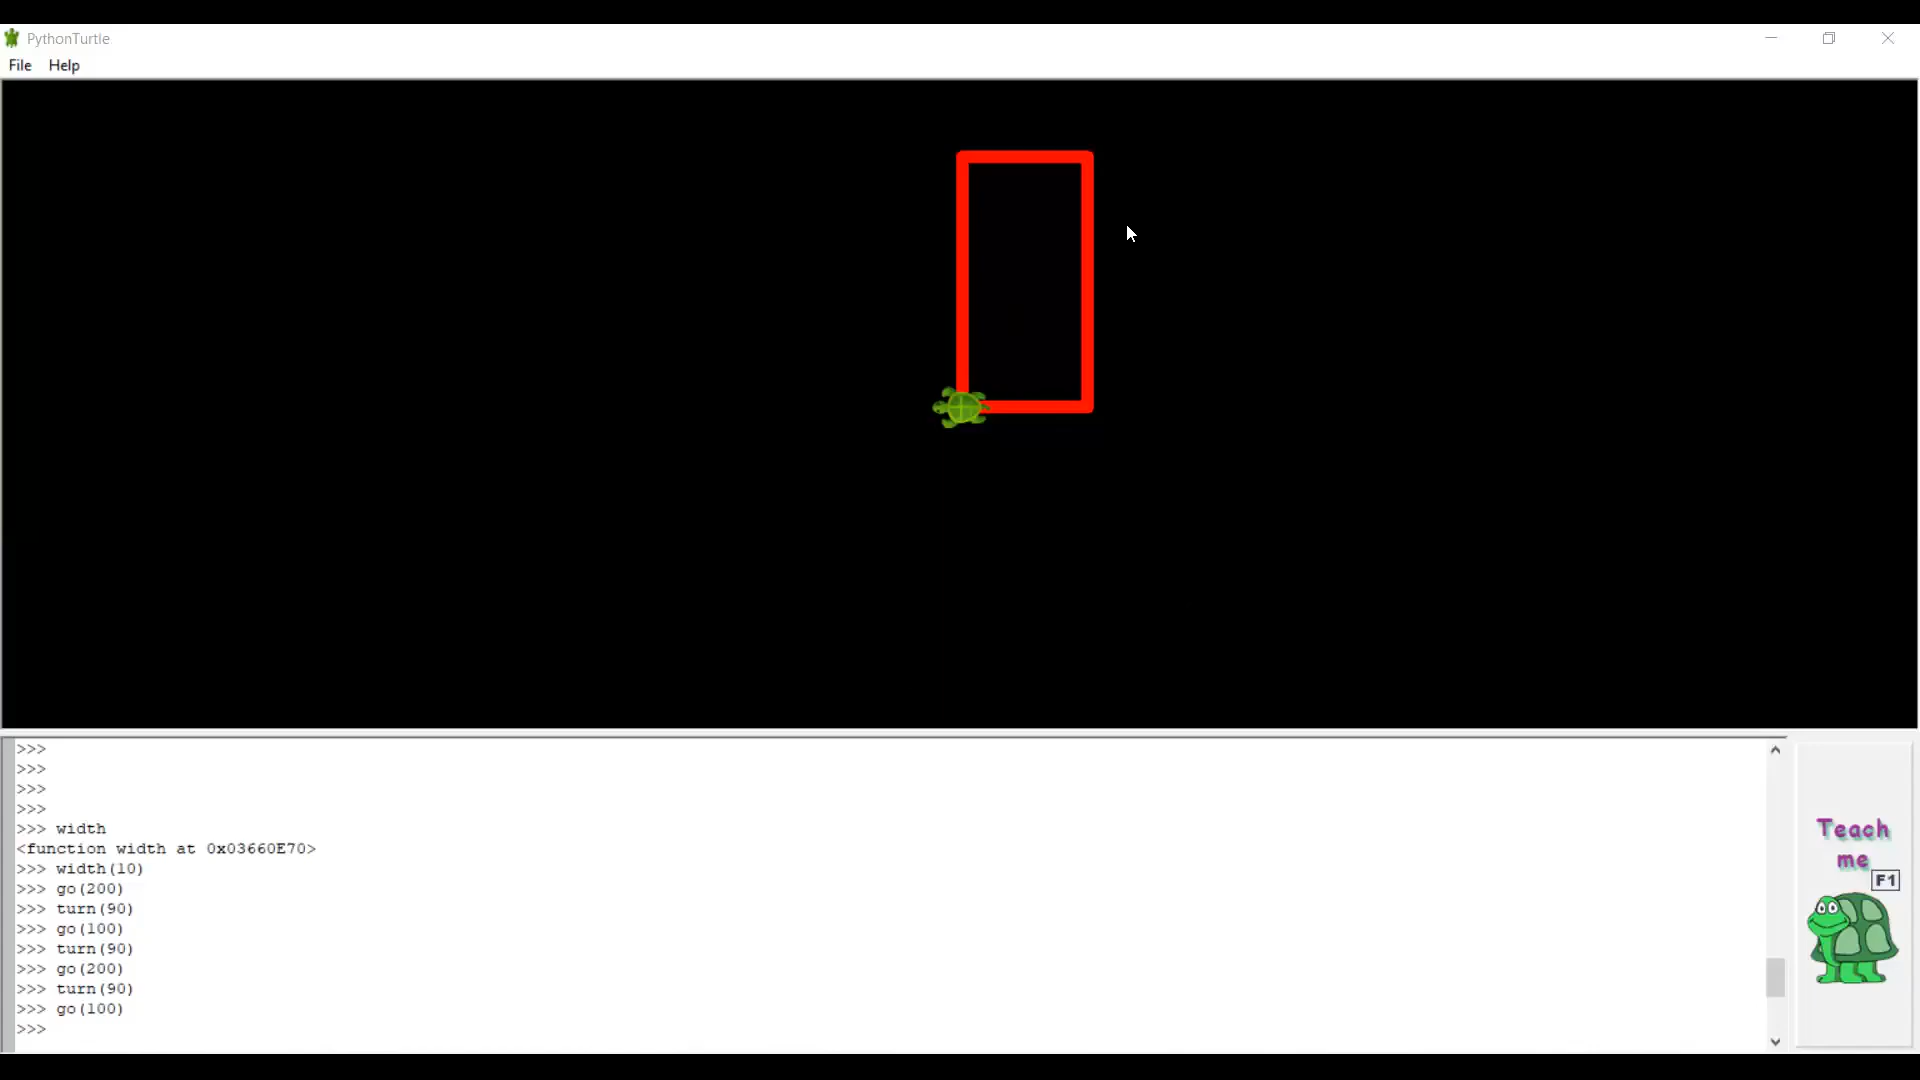 PythonTurtle
File Help
>>>
>>>
>>>
>>>
>>> width
<function width at 0x03660E70>
>>> width(10)
>>> go(200)
>>> turn(90)
>>> go(100)
>>> turn(90)
>>> go(200)
>>> turn(90)
>>> go(100)
>>>
Teach
me
F1